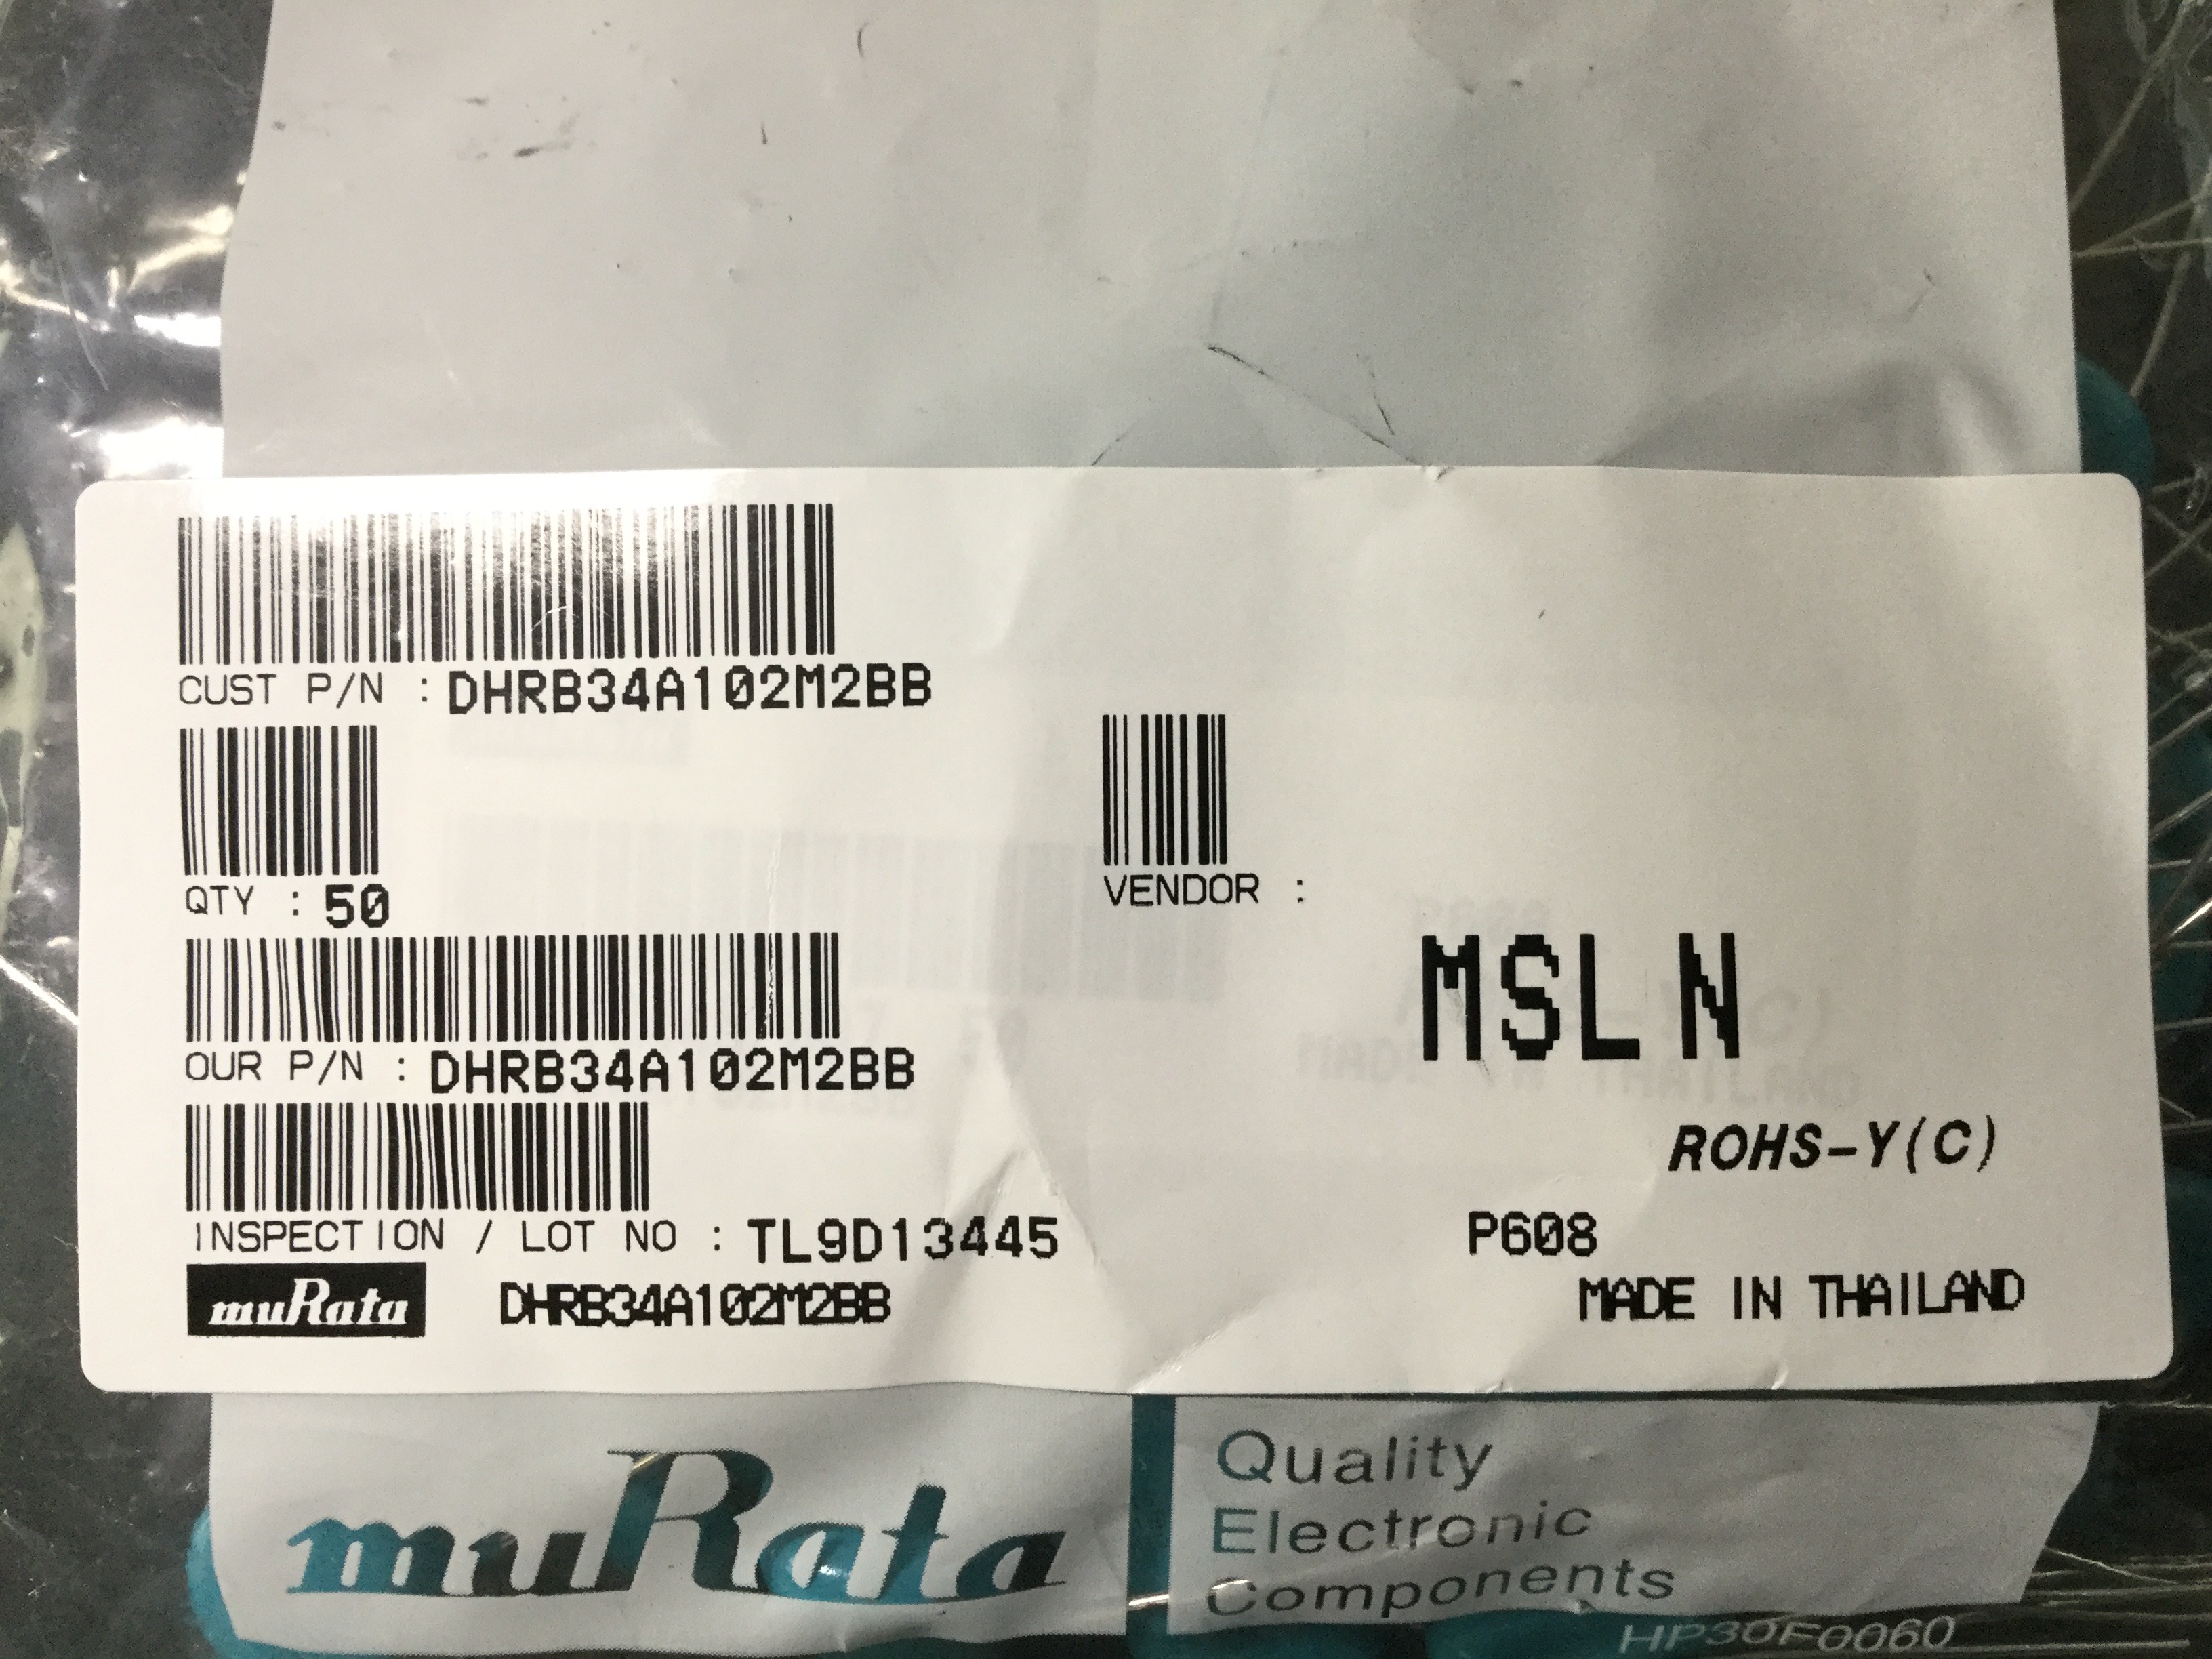 CUST P/N : DHRB34A102M2BB
QTY : 50
VENDOR :
OUR P/N : DHRB34A102M2BB
MSL N
ROHS-Y(C)
INSPECTION / LOT NO : TL9D13445
P608
muRata
DHRB34A102M2BB
MADE IN THAILAND
muRata
Quality
Electronic
Components
HP30F0060